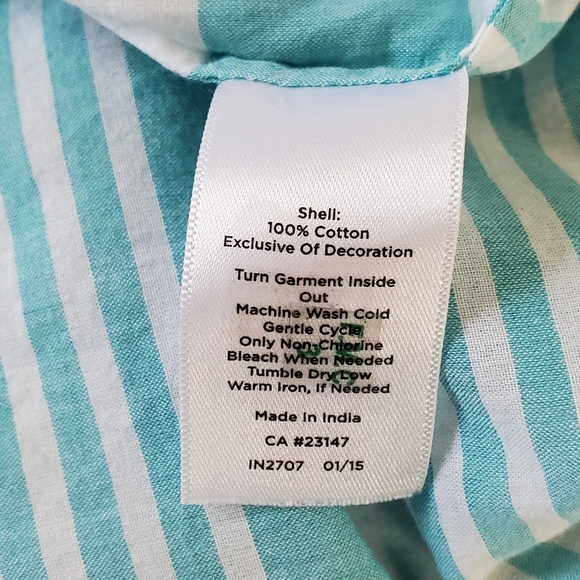 Shell:
100% Cotton
Exclusive Of Decoration
Turn Garment Inside
Out
Machine Wash Cold
Gentle Cycle
Only Non-Chlorine
Bleach When Needed
Tumble Dry Low
Warm Iron, If Needed
Made In India
CA #23147
IN2707 01/15